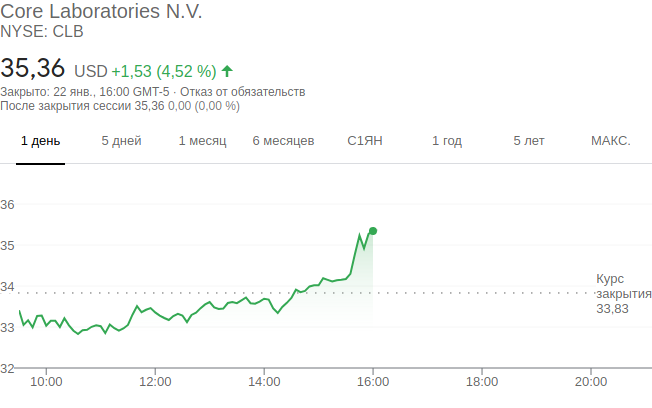 Core Laboratories N.V.
NYSE: CLB
35,36 USD +1,53 (4,52 %)
Закрыто: 22 янв., 16:00 GMT-5 · Отказ от обязательств
После закрытия сессии 35,36 0,00 (0,00 %)
1 день 5 дней 1 месяц 6 месяцев С1ЯН 1 год 5 лет МАКС.
36
35
34
33
32
Курс
закрытия
33,83
10:00 12:00 14:00 16:00 18:00 20:00